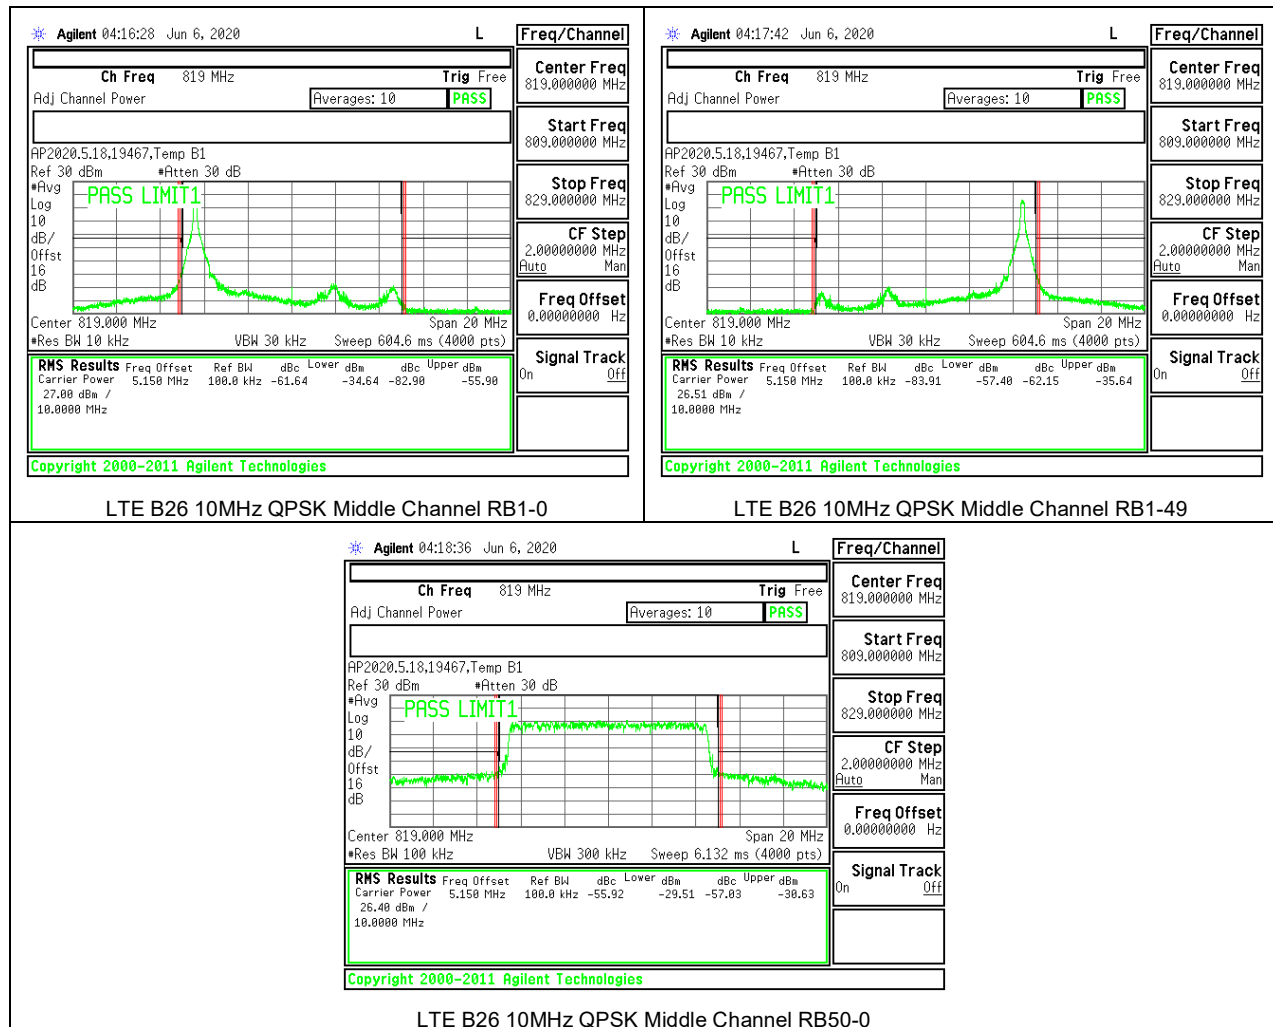 Agilent 04:16:28 Jun 6, 2020 L
Freq/Channel
Ch Freq 819 MHz Trig Free
Adj Channel Power Averages: 10 PASS
AP2020.5.18,19467,Temp B1
Ref 30 dBm #Atten 30 dB
#Avg
Log
10
dB/
Offst
16
dB
PASS LIMIT1
Center 819.000 MHz Span 20 MHz
#Res BW 10 kHz VBW 30 kHz Sweep 604.6 ms (4000 pts)
RMS Results Freq Offset Ref BW dBc Lower dBm dBc Upper dBm
Carrier Power 5.150 MHz 100.0 kHz -61.64 -34.64 -82.90 -55.90
27.00 dBm /
10.0000 MHz
Copyright 2000-2011 Agilent Technologies
Center Freq
819.000000 MHz
Start Freq
809.000000 MHz
Stop Freq
829.000000 MHz
CF Step
2.00000000 MHz
Auto Man
Freq Offset
0.00000000 Hz
Signal Track
On Off
LTE B26 10MHz QPSK Middle Channel RB1-0
Agilent 04:17:42 Jun 6, 2020 L
Freq/Channel
Ch Freq 819 MHz Trig Free
Adj Channel Power Averages: 10 PASS
AP2020.5.18,19467,Temp B1
Ref 30 dBm #Atten 30 dB
#Avg
Log
10
dB/
Offst
16
dB
PASS LIMIT1
Center 819.000 MHz Span 20 MHz
#Res BW 10 kHz VBW 30 kHz Sweep 604.6 ms (4000 pts)
RMS Results Freq Offset Ref BW dBc Lower dBm dBc Upper dBm
Carrier Power 5.150 MHz 100.0 kHz -83.91 -57.40 -62.15 -35.64
26.51 dBm /
10.0000 MHz
Copyright 2000-2011 Agilent Technologies
Center Freq
819.000000 MHz
Start Freq
809.000000 MHz
Stop Freq
829.000000 MHz
CF Step
2.00000000 MHz
Auto Man
Freq Offset
0.00000000 Hz
Signal Track
On Off
LTE B26 10MHz QPSK Middle Channel RB1-49
Agilent 04:18:36 Jun 6, 2020 L
Freq/Channel
Ch Freq 819 MHz Trig Free
Adj Channel Power Averages: 10 PASS
AP2020.5.18,19467,Temp B1
Ref 30 dBm #Atten 30 dB
#Avg
Log
10
dB/
Offst
16
dB
PASS LIMIT1
Center 819.000 MHz Span 20 MHz
#Res BW 100 kHz VBW 300 kHz Sweep 6.132 ms (4000 pts)
RMS Results Freq Offset Ref BW dBc Lower dBm dBc Upper dBm
Carrier Power 5.150 MHz 100.0 kHz -55.92 -29.51 -57.03 -30.63
26.40 dBm /
10.0000 MHz
Copyright 2000-2011 Agilent Technologies
Center Freq
819.000000 MHz
Start Freq
809.000000 MHz
Stop Freq
829.000000 MHz
CF Step
2.00000000 MHz
Auto Man
Freq Offset
0.00000000 Hz
Signal Track
On Off
LTE B26 10MHz QPSK Middle Channel RB50-0